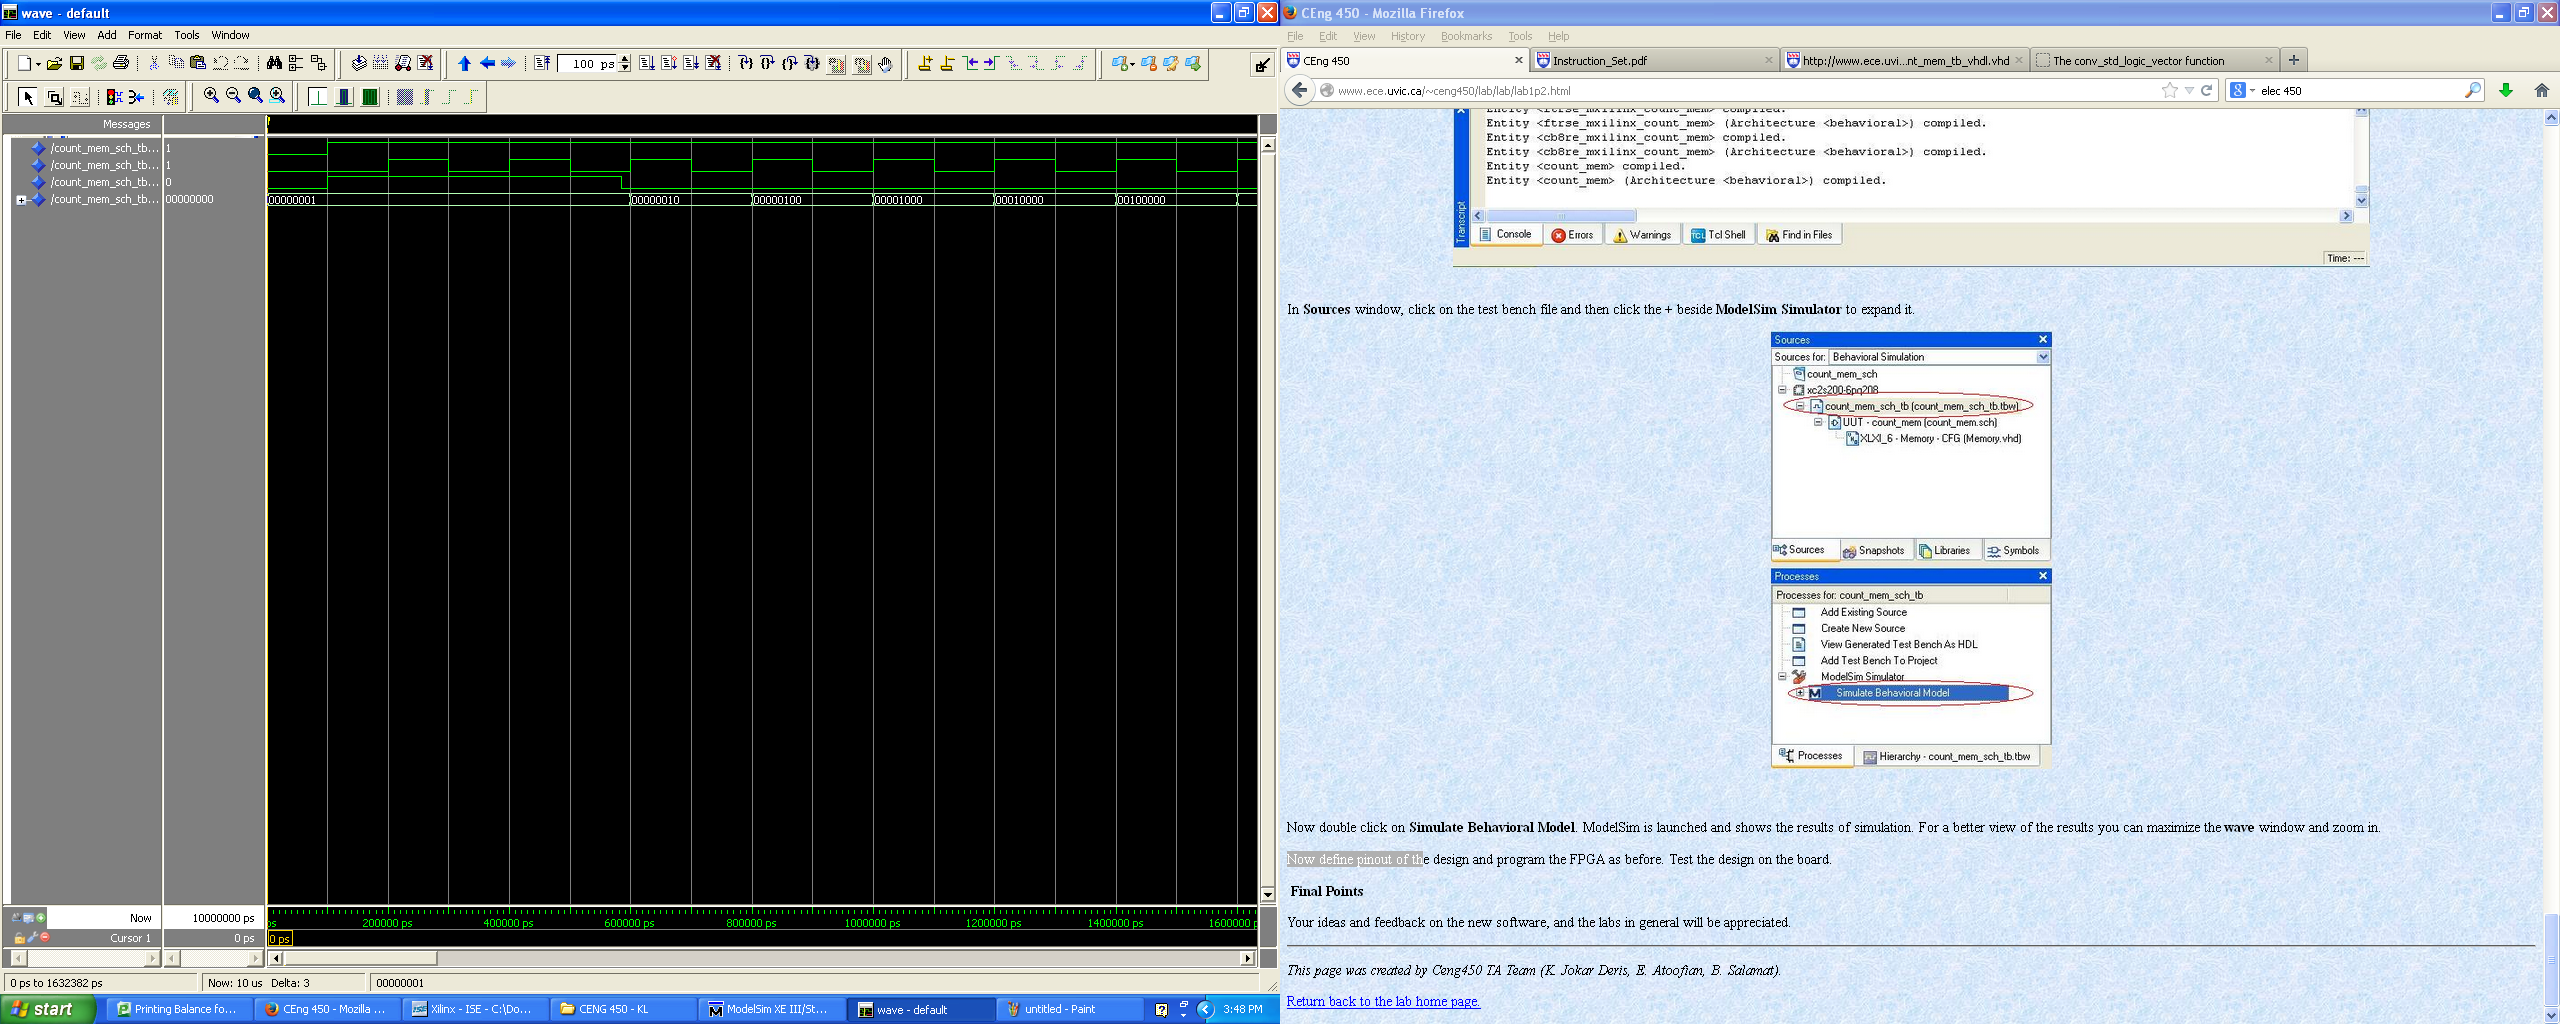 wave - default
File Edit View Add Format Tools Window
100 ps
Messages
/count_mem_sch_tb... 1
/count_mem_sch_tb... 1
/count_mem_sch_tb... 0
/count_mem_sch_tb... 00000000
00000001 00000010 00000100 00001000 00010000 00100000
Now 10000000 ps
ps 200000 ps 400000 ps 600000 ps 800000 ps 1000000 ps 1200000 ps 1400000 ps 1600000 p
Cursor 1 0 ps
0 ps
0 ps to 1632382 ps Now: 10 us Delta: 3 00000001
start Printing Balance fo... CEng 450 - Mozilla ... Xilinx - ISE - C:\Do... CENG 450 - KL ModelSim XE III/St... wave - default untitled - Paint 3:48 PM
CEng 450 - Mozilla Firefox
File Edit View History Bookmarks Tools Help
CEng 450 Instruction_Set.pdf http://www.ece.uvi...nt_mem_tb_vhdl.vhd The conv_std_logic_vector function
www.ece.uvic.ca/~ceng450/lab/lab/lab1p2.html elec 450
Entity <ftrse_mxilinx_count_mem> compiled.
Entity <ftrse_mxilinx_count_mem> (Architecture <behavioral>) compiled.
Entity <cb8re_mxilinx_count_mem> compiled.
Entity <cb8re_mxilinx_count_mem> (Architecture <behavioral>) compiled.
Entity <count_mem> compiled.
Entity <count_mem> (Architecture <behavioral>) compiled.
Transcript
Console Errors Warnings Tcl Shell Find in Files
Time: ---
In Sources window, click on the test bench file and then click the + beside ModelSim Simulator to expand it.
Sources
Sources for: Behavioral Simulation
count_mem_sch
xc2s200-6pq208
count_mem_sch_tb (count_mem_sch_tb.tbw)
UUT - count_mem (count_mem.sch)
XLXI_6 - Memory - CFG (Memory.vhd)
Sources Snapshots Libraries Symbols
Processes
Processes for: count_mem_sch_tb
Add Existing Source
Create New Source
View Generated Test Bench As HDL
Add Test Bench To Project
ModelSim Simulator
Simulate Behavioral Model
Processes Hierarchy - count_mem_sch_tb.tbw
Now double click on Simulate Behavioral Model. ModelSim is launched and shows the results of simulation. For a better view of the results you can maximize the wave window and zoom in.
Now define pinout of the design and program the FPGA as before. Test the design on the board.
Final Points
Your ideas and feedback on the new software, and the labs in general will be appreciated.
This page was created by Ceng450 TA Team (K. Jokar Deris, E. Atoofian, B. Salamat).
Return back to the lab home page.